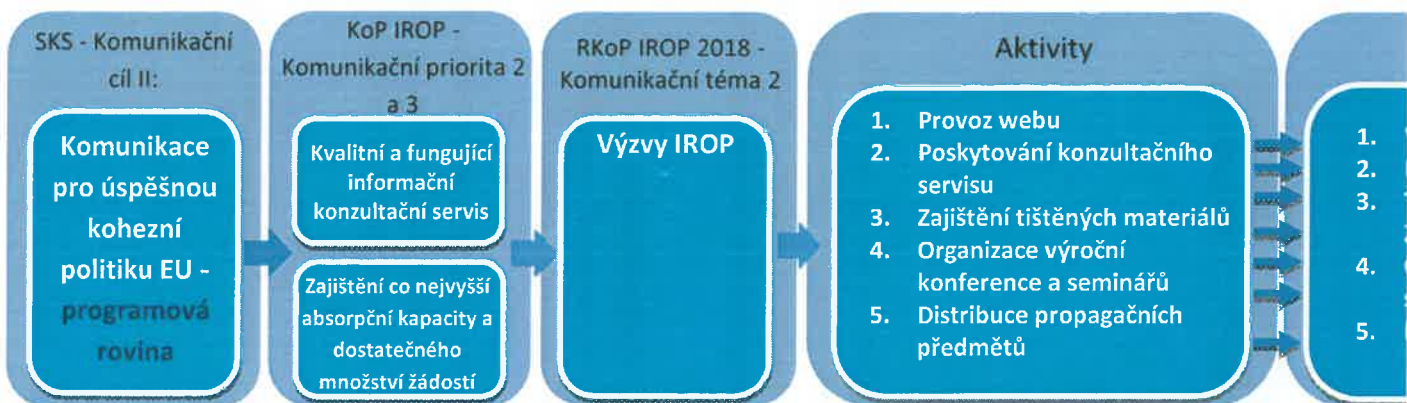 SKS - Komunikační
cíl II:
Komunikace
pro úspěšnou
kohezní
politiku EU -
programová
rovina
KoP IROP -
Komunikační priorita 2
a 3
Kvalitní a fungující
informační
konzultační servis
Zajištění co nejvyšší
absorpční kapacity a
dostatečného
množství žádostí
RKoP IROP 2018 -
Komunikační téma 2
Výzvy IROP
Aktivity
1. Provoz webu
2. Poskytování konzultačního
servisu
3. Zajištění tištěných materiálů
4. Organizace výroční
konference a seminářů
5. Distribuce propagačních
předmětů
1.
2.
3.
4.
5.